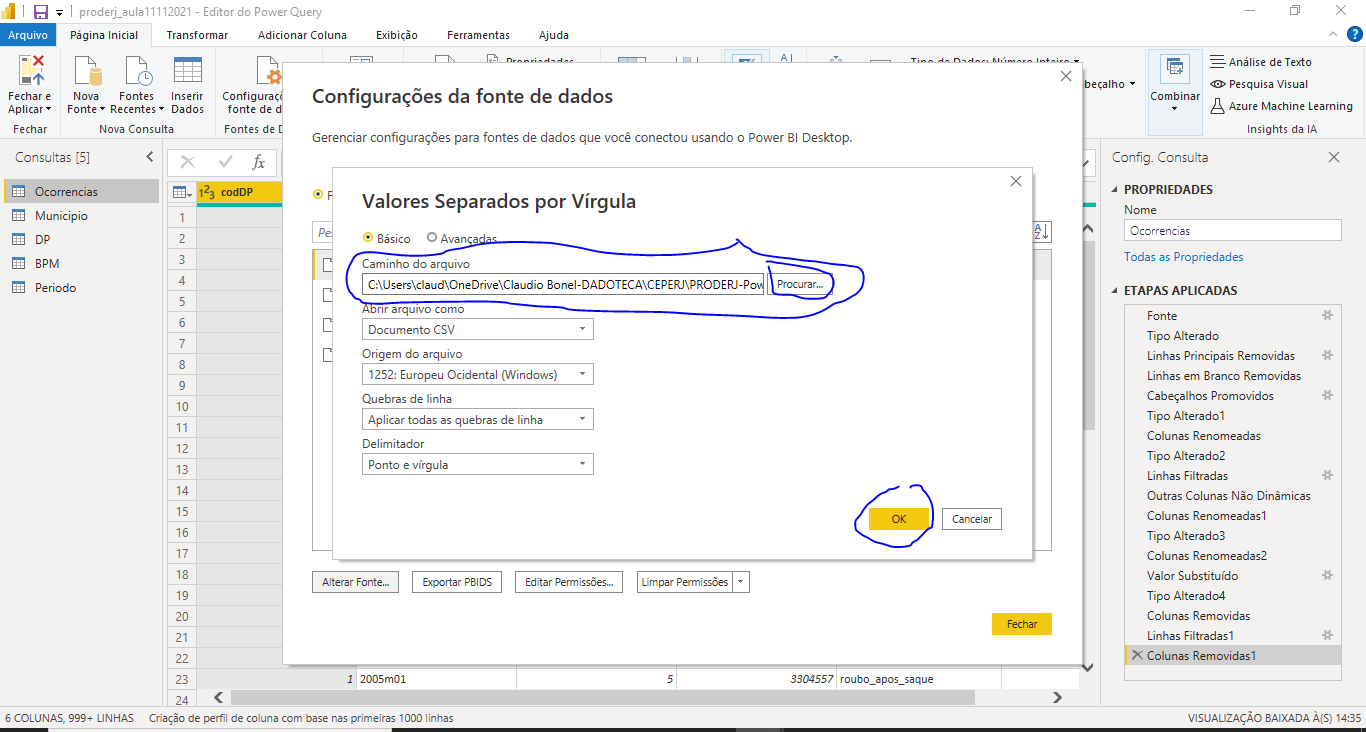 proderj_aula11112021 - Editor do Power Query
Arquivo Página Inicial Transformar Adicionar Coluna Exibição Ferramentas Ajuda
Fechar e Aplicar
Fechar
Nova Fonte
Fontes Recentes
Inserir Dados
Nova Consulta
Configuraç
fonte de d
Fontes de D
Propriedades
Tipo de Dados: Número Inteiro
beçalho
Combinar
Análise de Texto
Pesquisa Visual
Azure Machine Learning
Insights da IA
Consultas [5]
Ocorrencias
Municipio
DP
BPM
Periodo
fx
1²3 codDP
1
2
3
4
5
6
7
8
9
10
11
12
13
14
15
16
17
18
19
20
21
22
23 1 2005m01 5 3304557 roubo_apos_saque
24
Configurações da fonte de dados
Gerenciar configurações para fontes de dados que você conectou usando o Power BI Desktop.
Valores Separados por Vírgula
Básico Avançadas
Caminho do arquivo
C:\Users\claud\OneDrive\Claudio Bonel-DADOTECA\CEPERJ\PRODERJ-Pow Procurar...
Abrir arquivo como
Documento CSV
Origem do arquivo
1252: Europeu Ocidental (Windows)
Quebras de linha
Aplicar todas as quebras de linha
Delimitador
Ponto e vírgula
OK Cancelar
Alterar Fonte... Exportar PBIDS Editar Permissões... Limpar Permissões
Fechar
Config. Consulta
PROPRIEDADES
Nome
Ocorrencias
Todas as Propriedades
ETAPAS APLICADAS
Fonte
Tipo Alterado
Linhas Principais Removidas
Linhas em Branco Removidas
Cabeçalhos Promovidos
Tipo Alterado1
Colunas Renomeadas
Tipo Alterado2
Linhas Filtradas
Outras Colunas Não Dinâmicas
Colunas Renomeadas1
Tipo Alterado3
Colunas Renomeadas2
Valor Substituído
Tipo Alterado4
Colunas Removidas
Linhas Filtradas1
Colunas Removidas1
6 COLUNAS, 999+ LINHAS Criação de perfil de coluna com base nas primeiras 1000 linhas VISUALIZAÇÃO BAIXADA À(S) 14:35